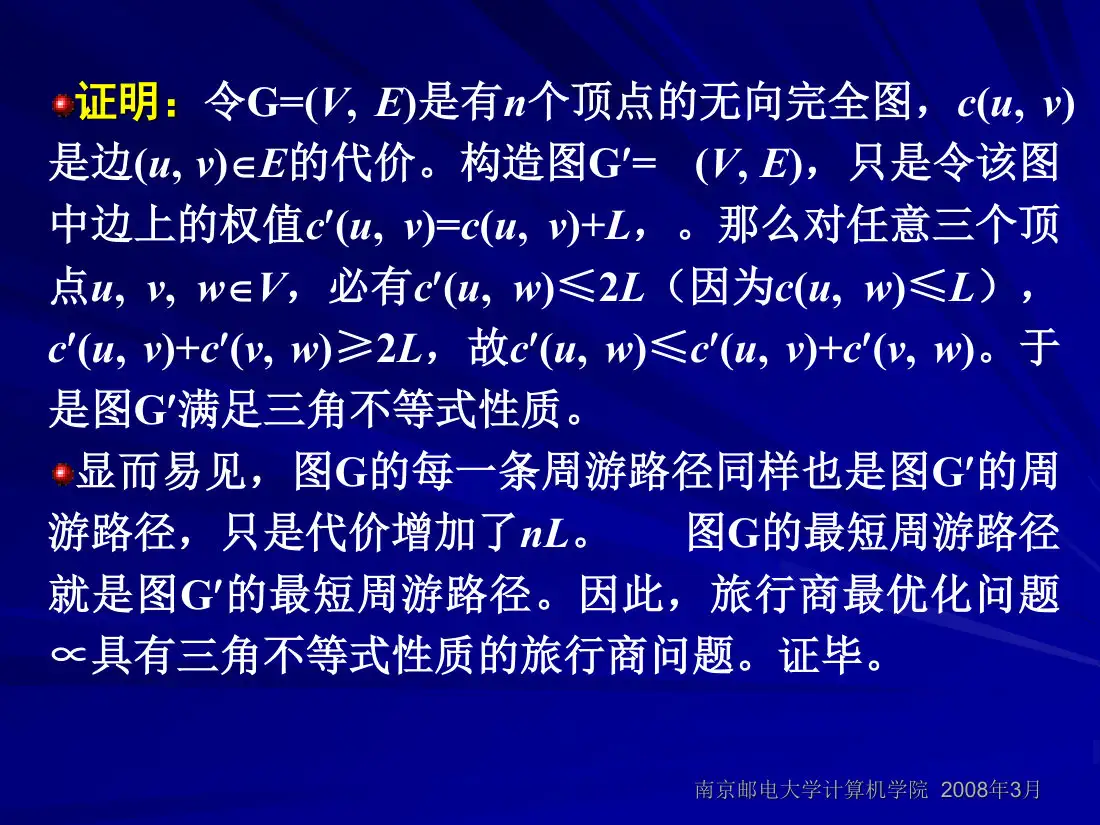 证明：令G=(V, E)是有n个顶点的无向完全图，c(u, v)
是边(u, v)∈E的代价。构造图G′= (V, E)，只是令该图
中边上的权值c′(u, v)=c(u, v)+L，。那么对任意三个顶
点u, v, w∈V，必有c′(u, w)≤2L（因为c(u, w)≤L），
c′(u, v)+c′(v, w)≥2L，故c′(u, w)≤c′(u, v)+c′(v, w)。于
是图G′满足三角不等式性质。
显而易见，图G的每一条周游路径同样也是图G′的周
游路径，只是代价增加了nL。 图G的最短周游路径
就是图G′的最短周游路径。因此，旅行商最优化问题
∝具有三角不等式性质的旅行商问题。证毕。
南京邮电大学计算机学院 2008年3月